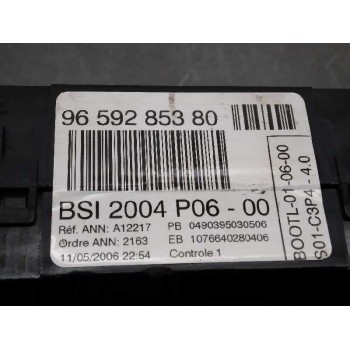 96 592 853 80
BSI 2004 P06 - 00
Réf. ANN: A12217 PB 0490395030506
Ordre ANN: 2163 EB 1076640280406
11/05/2006 22:54 Controle 1
BOOTL-01-06-00
S01-C3P4 - 4.0